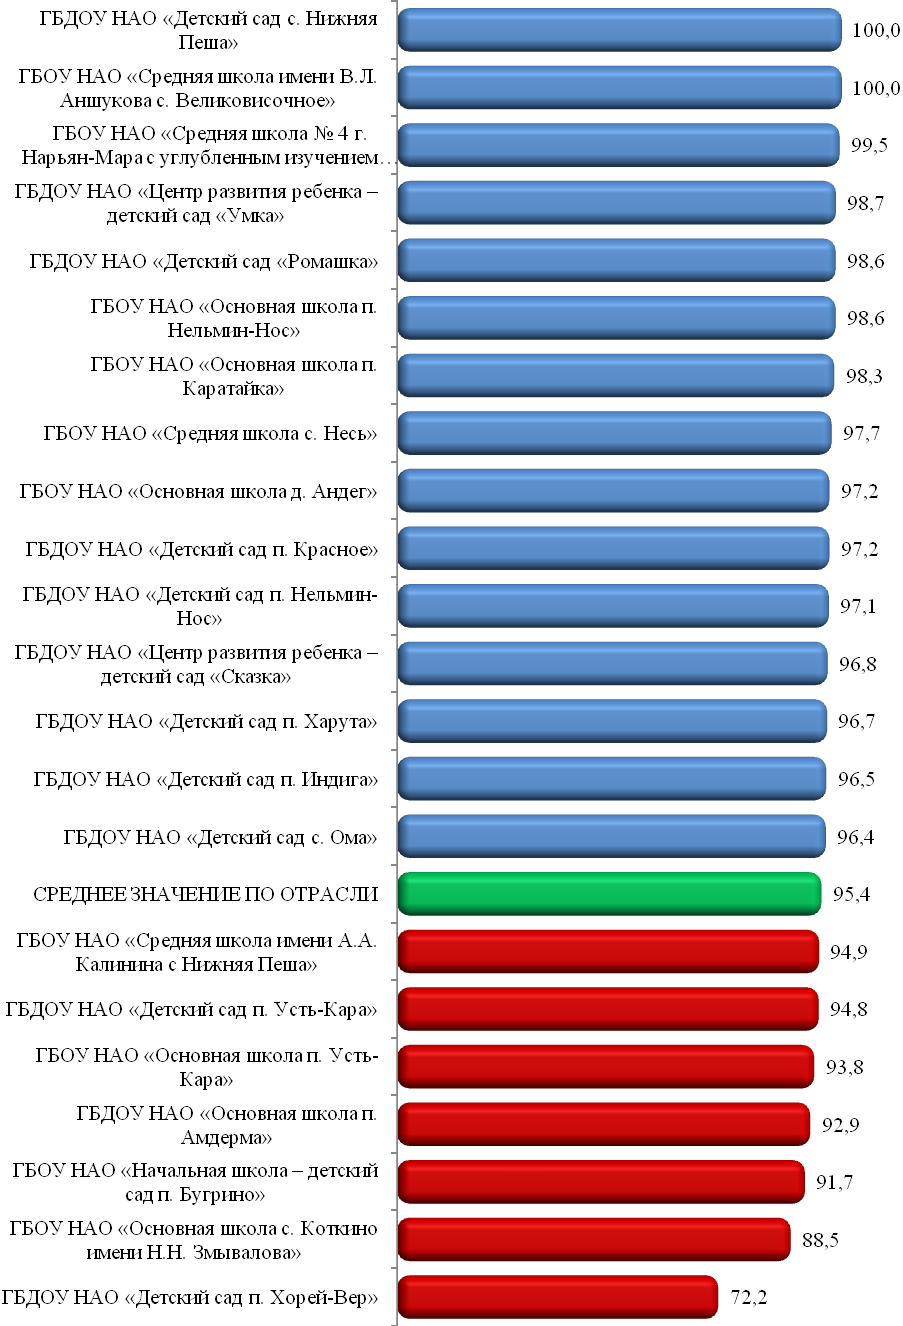 ГБДОУ НАО «Детский сад с. Нижняя
Пеша»
100,0
ГБОУ НАО «Средняя школа имени В.Л.
Аншукова с. Великовисочное»
100,0
ГБОУ НАО «Средняя школа № 4 г.
Нарьян-Мара с углубленным изучением…
99,5
ГБДОУ НАО «Центр развития ребенка –
детский сад «Умка»
98,7
ГБДОУ НАО «Детский сад «Ромашка»
98,6
ГБОУ НАО «Основная школа п.
Нельмин-Нос»
98,6
ГБОУ НАО «Основная школа п.
Каратайка»
98,3
ГБОУ НАО «Средняя школа с. Несь»
97,7
ГБОУ НАО «Основная школа д. Андег»
97,2
ГБДОУ НАО «Детский сад п. Красное»
97,2
ГБДОУ НАО «Детский сад п. Нельмин-
Нос»
97,1
ГБДОУ НАО «Центр развития ребенка –
детский сад «Сказка»
96,8
ГБДОУ НАО «Детский сад п. Харута»
96,7
ГБДОУ НАО «Детский сад п. Индига»
96,5
ГБДОУ НАО «Детский сад с. Ома»
96,4
СРЕДНЕЕ ЗНАЧЕНИЕ ПО ОТРАСЛИ
95,4
ГБОУ НАО «Средняя школа имени А.А.
Калинина с Нижняя Пеша»
94,9
ГБДОУ НАО «Детский сад п. Усть-Кара»
94,8
ГБОУ НАО «Основная школа п. Усть-
Кара»
93,8
ГБДОУ НАО «Основная школа п.
Амдерма»
92,9
ГБОУ НАО «Начальная школа – детский
сад п. Бугрино»
91,7
ГБОУ НАО «Основная школа с. Коткино
имени Н.Н. Змывалова»
88,5
ГБДОУ НАО «Детский сад п. Хорей-Вер»
72,2